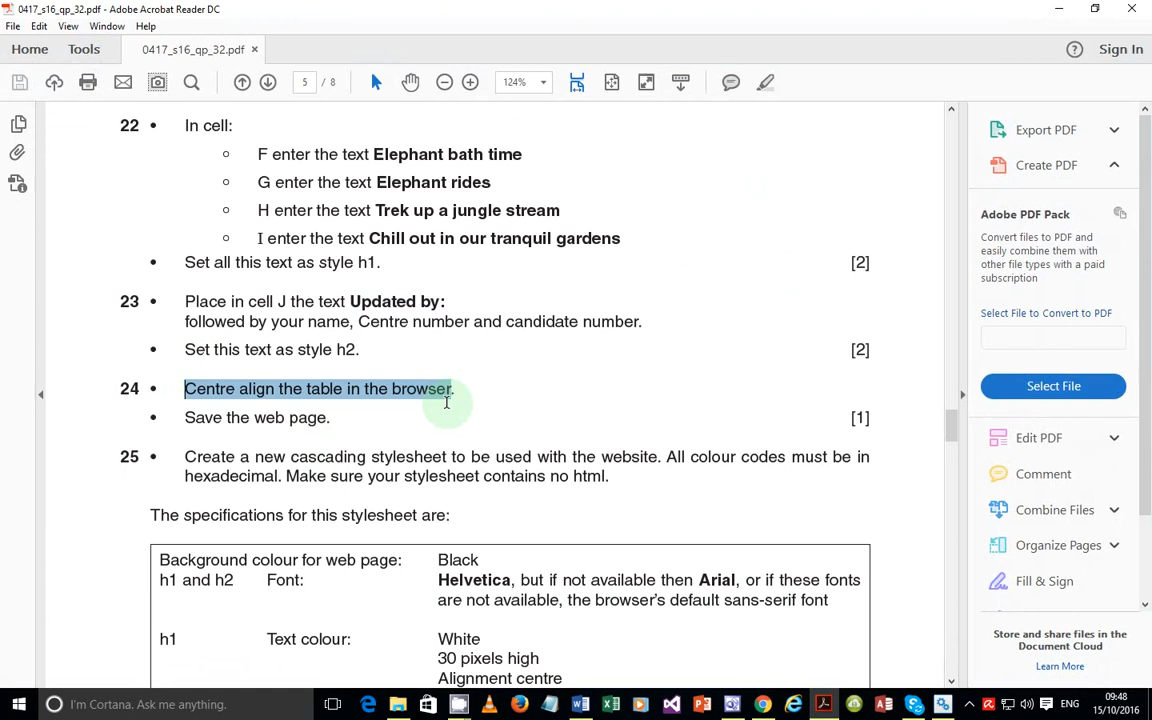 0417_s16_qp_32.pdf - Adobe Acrobat Reader DC
File Edit View Window Help
Home Tools 0417_s16_qp_32.pdf × Sign In
5 / 8 124%
22 • In cell:
F enter the text Elephant bath time
G enter the text Elephant rides
H enter the text Trek up a jungle stream
I enter the text Chill out in our tranquil gardens
• Set all this text as style h1. [2]
23 • Place in cell J the text Updated by:
followed by your name, Centre number and candidate number.
• Set this text as style h2. [2]
24 • Centre align the table in the browser.
• Save the web page. [1]
25 • Create a new cascading stylesheet to be used with the website. All colour codes must be in
hexadecimal. Make sure your stylesheet contains no html.
The specifications for this stylesheet are:
Background colour for web page: Black
h1 and h2 Font: Helvetica, but if not available then Arial, or if these fonts
are not available, the browser's default sans-serif font
h1 Text colour: White
30 pixels high
Alignment centre
Export PDF
Create PDF
Adobe PDF Pack
Convert files to PDF and
easily combine them with
other file types with a paid
subscription
Select File to Convert to PDF
Select File
Edit PDF
Comment
Combine Files
Organize Pages
Fill & Sign
Store and share files in the
Document Cloud
Learn More
I'm Cortana. Ask me anything.
ENG
09:48
15/10/2016